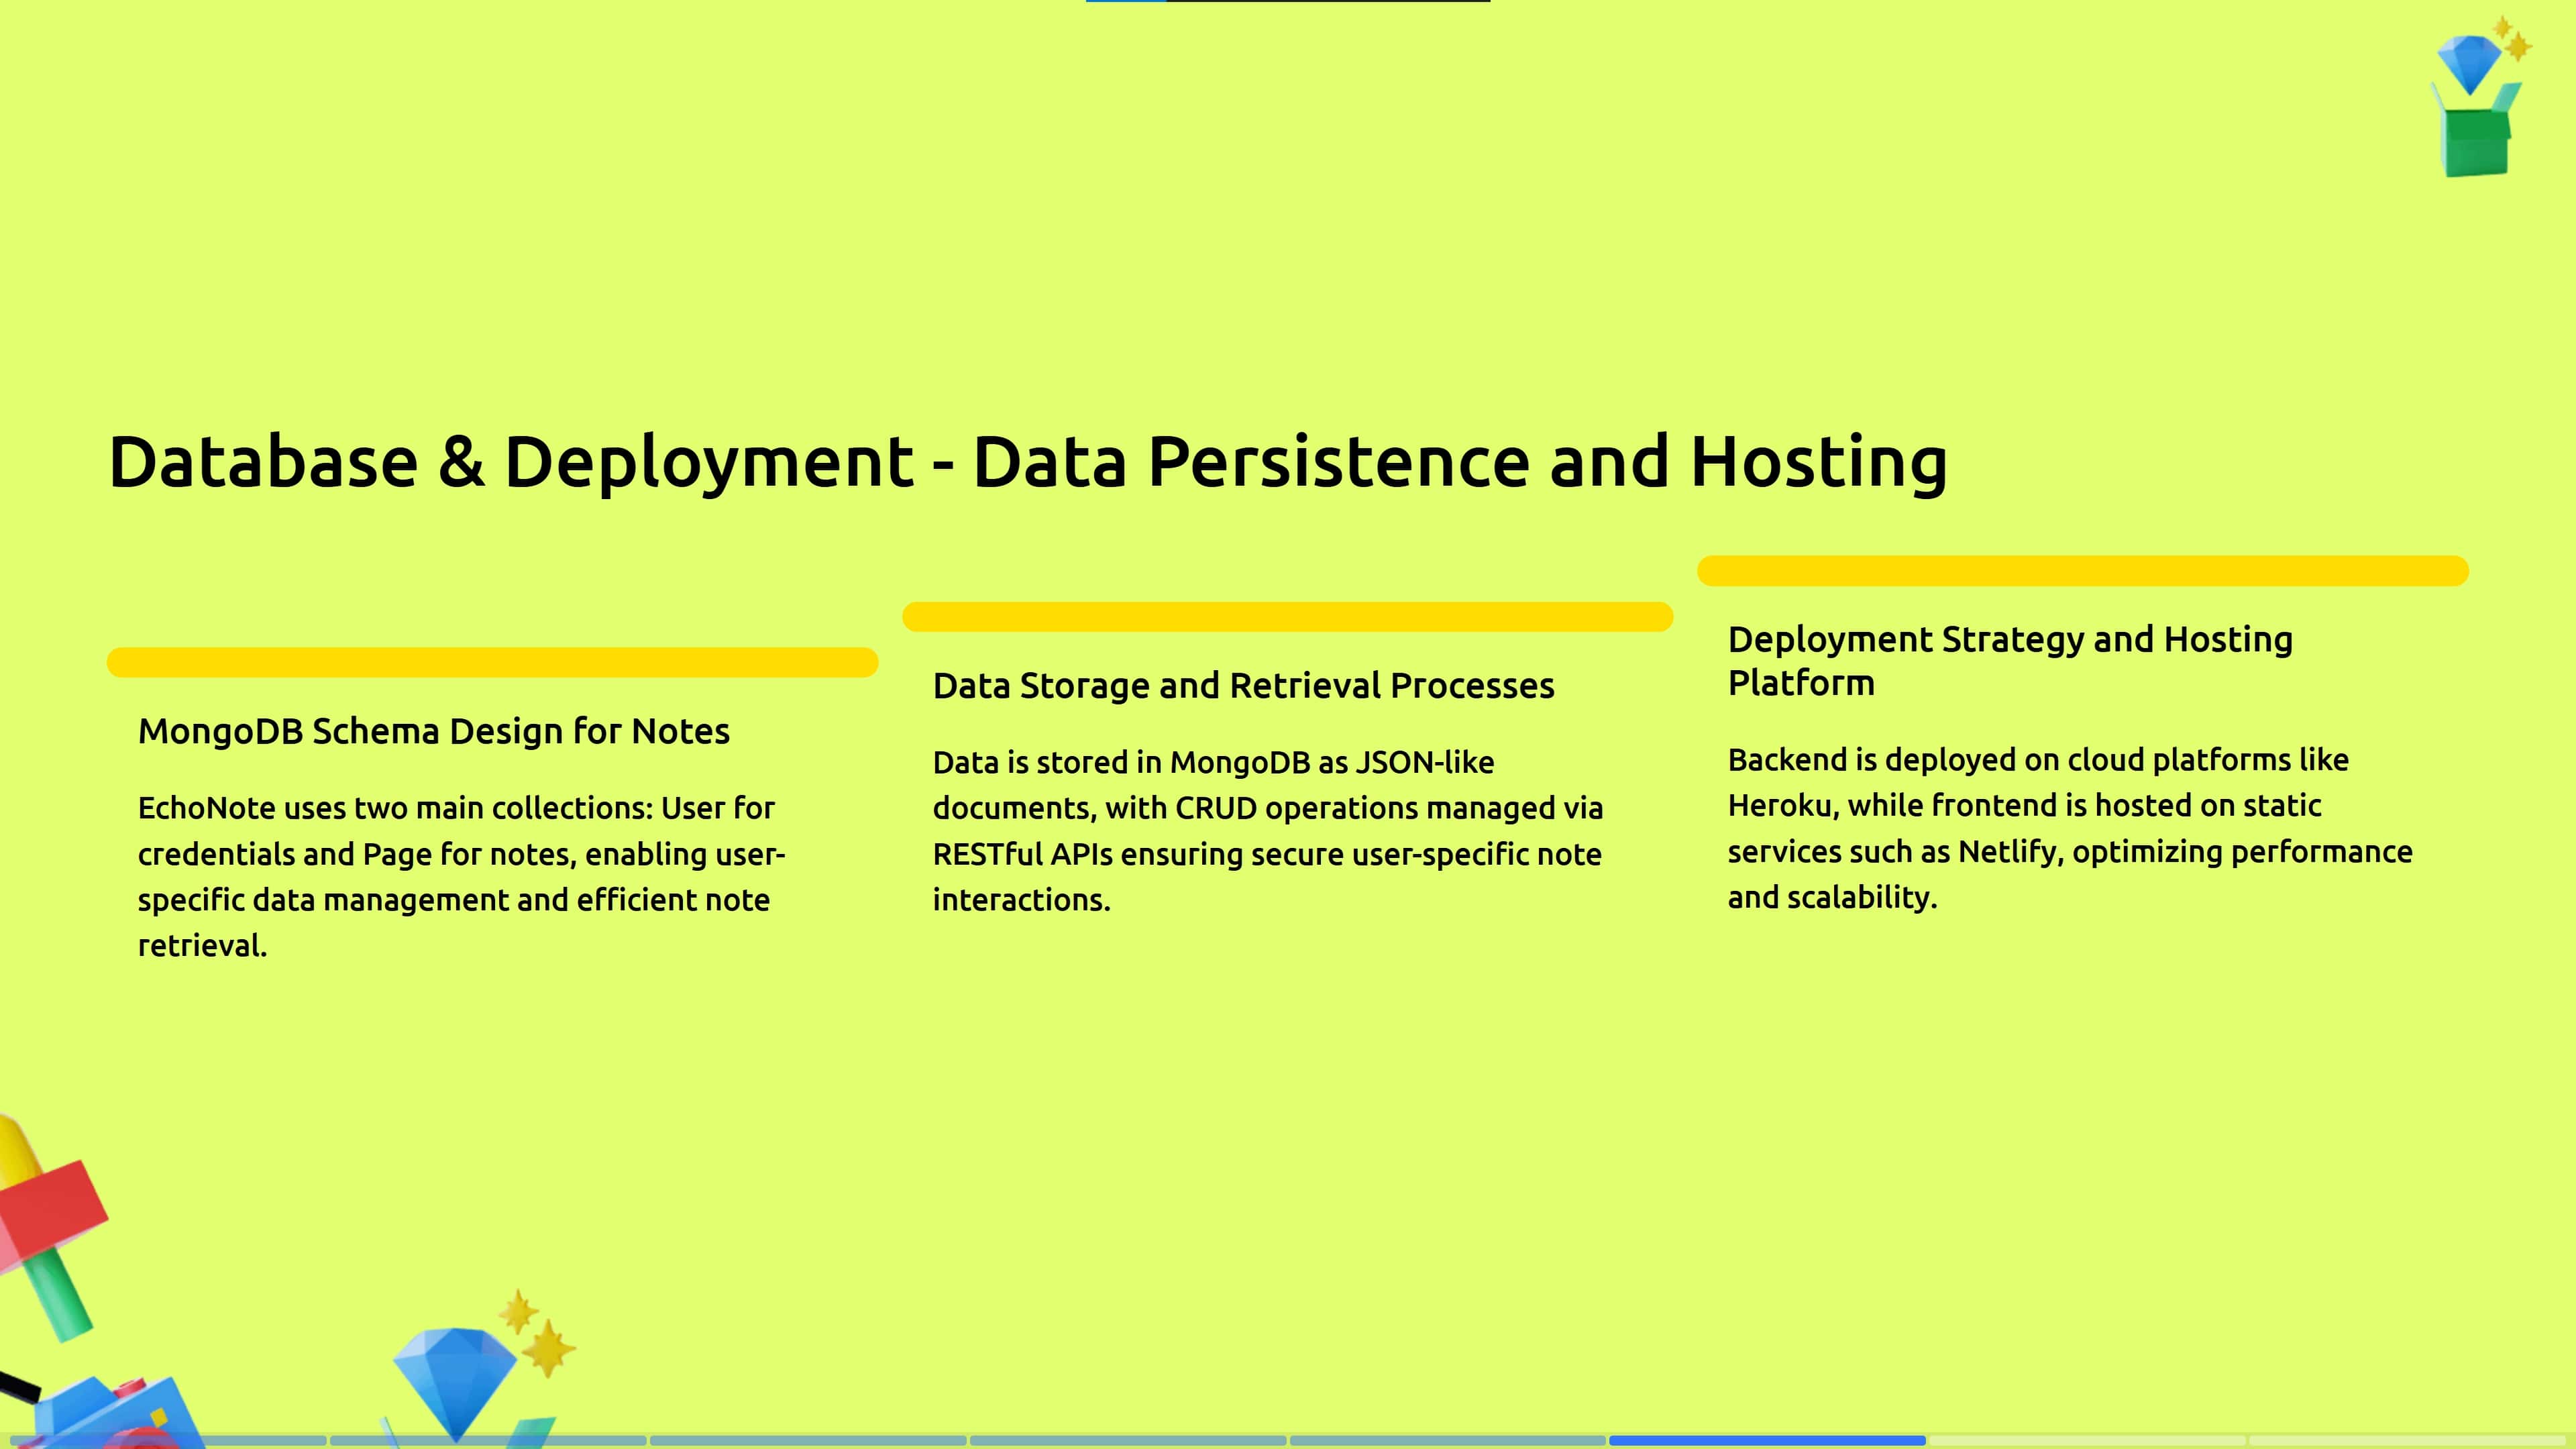 Database & Deployment - Data Persistence and Hosting
MongoDB Schema Design for Notes
EchoNote uses two main collections: User for
credentials and Page for notes, enabling user-
specific data management and efficient note
retrieval.
Data Storage and Retrieval Processes
Data is stored in MongoDB as JSON-like
documents, with CRUD operations managed via
RESTful APIs ensuring secure user-specific note
interactions.
Deployment Strategy and Hosting
Platform
Backend is deployed on cloud platforms like
Heroku, while frontend is hosted on static
services such as Netlify, optimizing performance
and scalability.